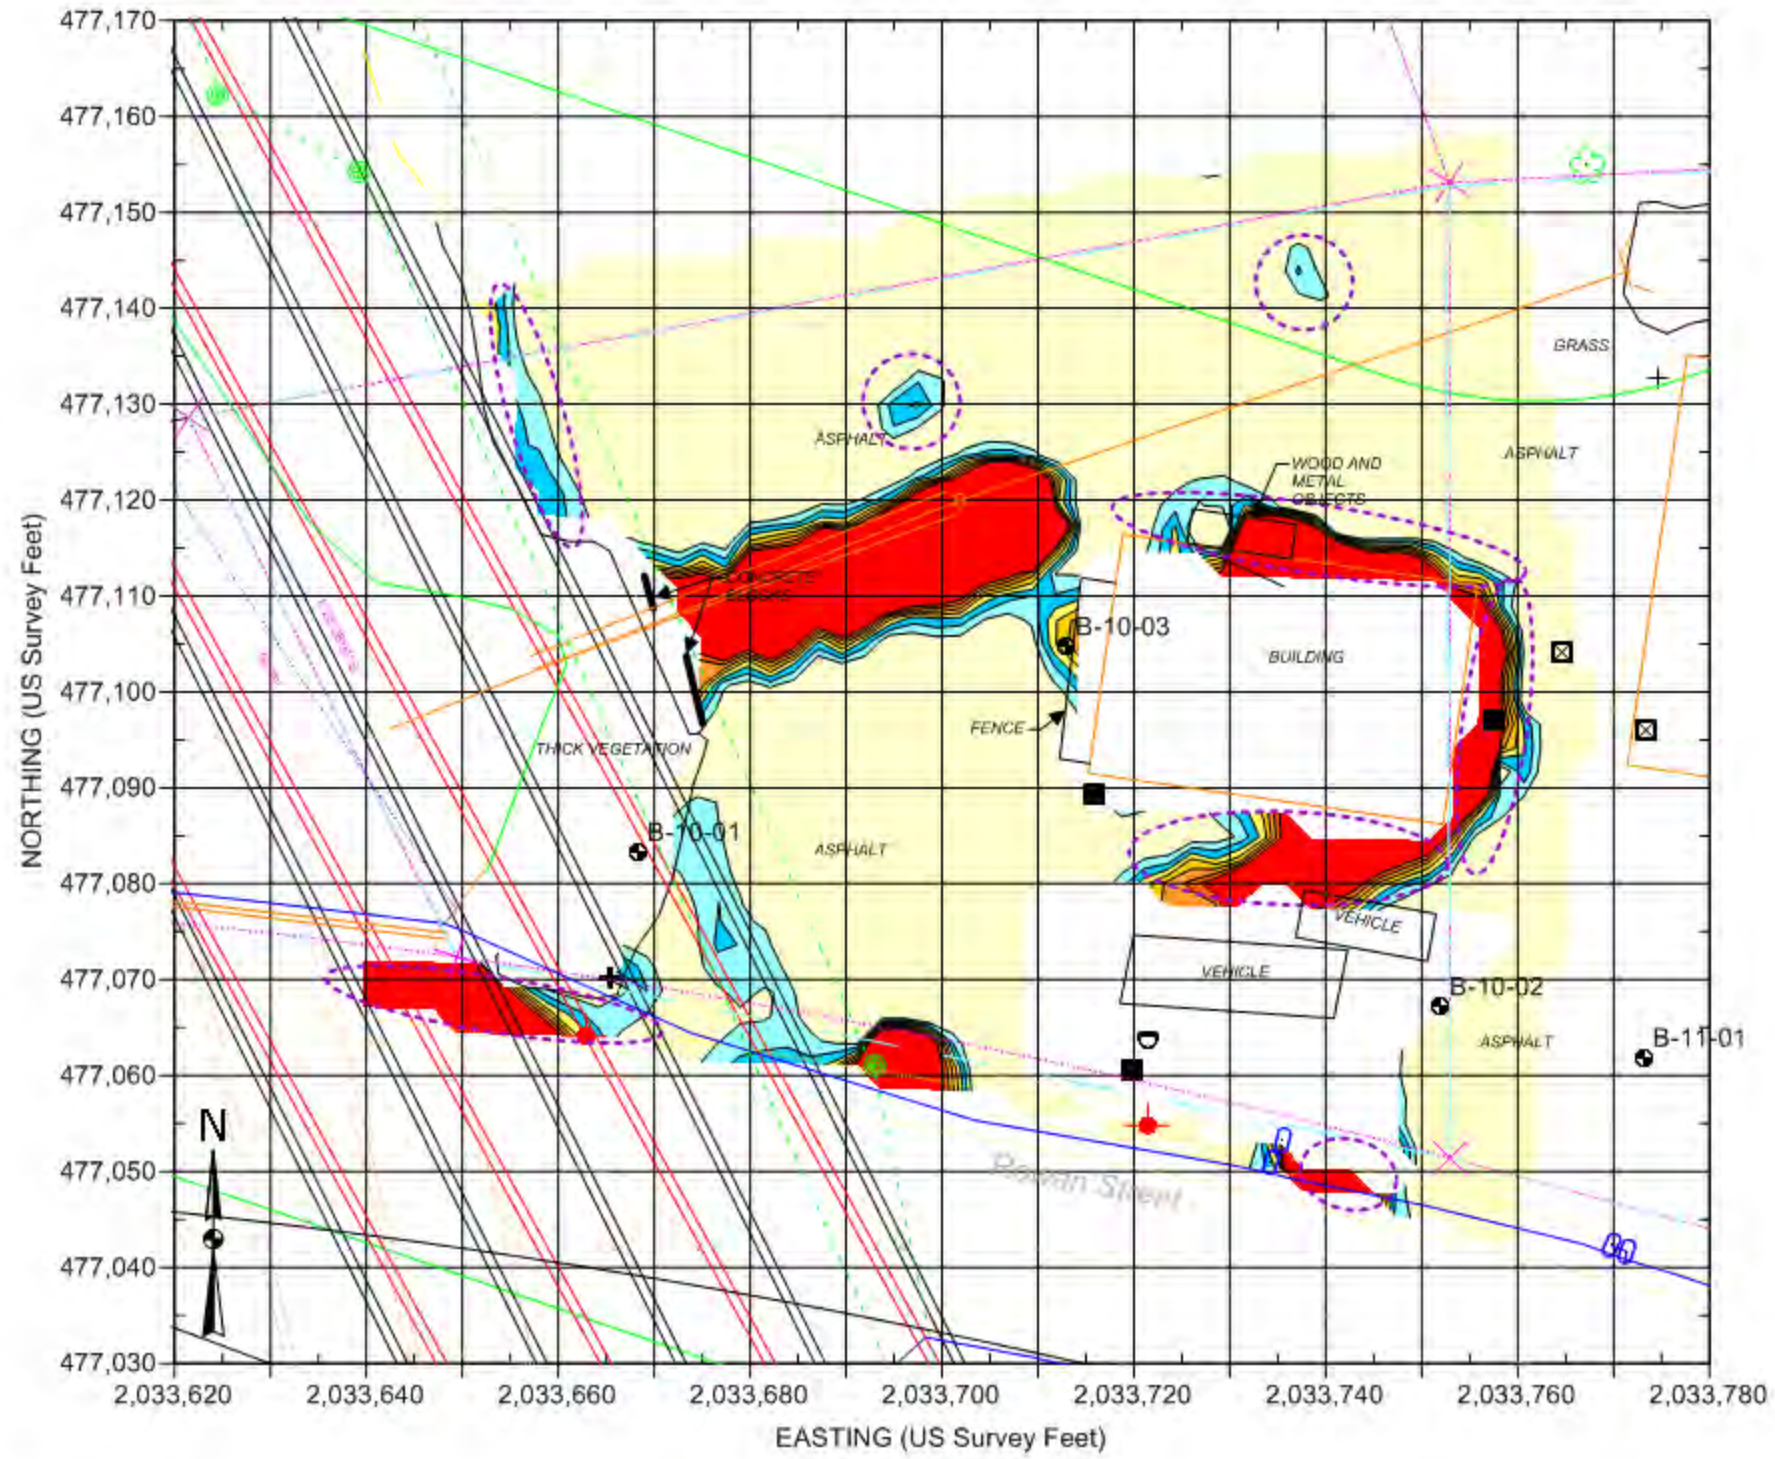 477,170
477,160
477,150
477,140
477,130
477,120
477,110
477,100
477,090
477,080
477,070
477,060
477,050
477,040
477,030
NORTHING (US Survey Feet)
GRASS
ASPHALT
ASPHALT
WOOD AND
METAL
OBJECTS
CONCRETE
B-10-03
BUILDING
FENCE
THICK VEGETATION
B-10-01
ASPHALT
VEHICLE
VEHICLE
B-10-02
ASPHALT
B-11-01
N
Rowan Street
2,033,620
2,033,640
2,033,660
2,033,680
2,033,700
2,033,720
2,033,740
2,033,760
2,033,780
EASTING (US Survey Feet)